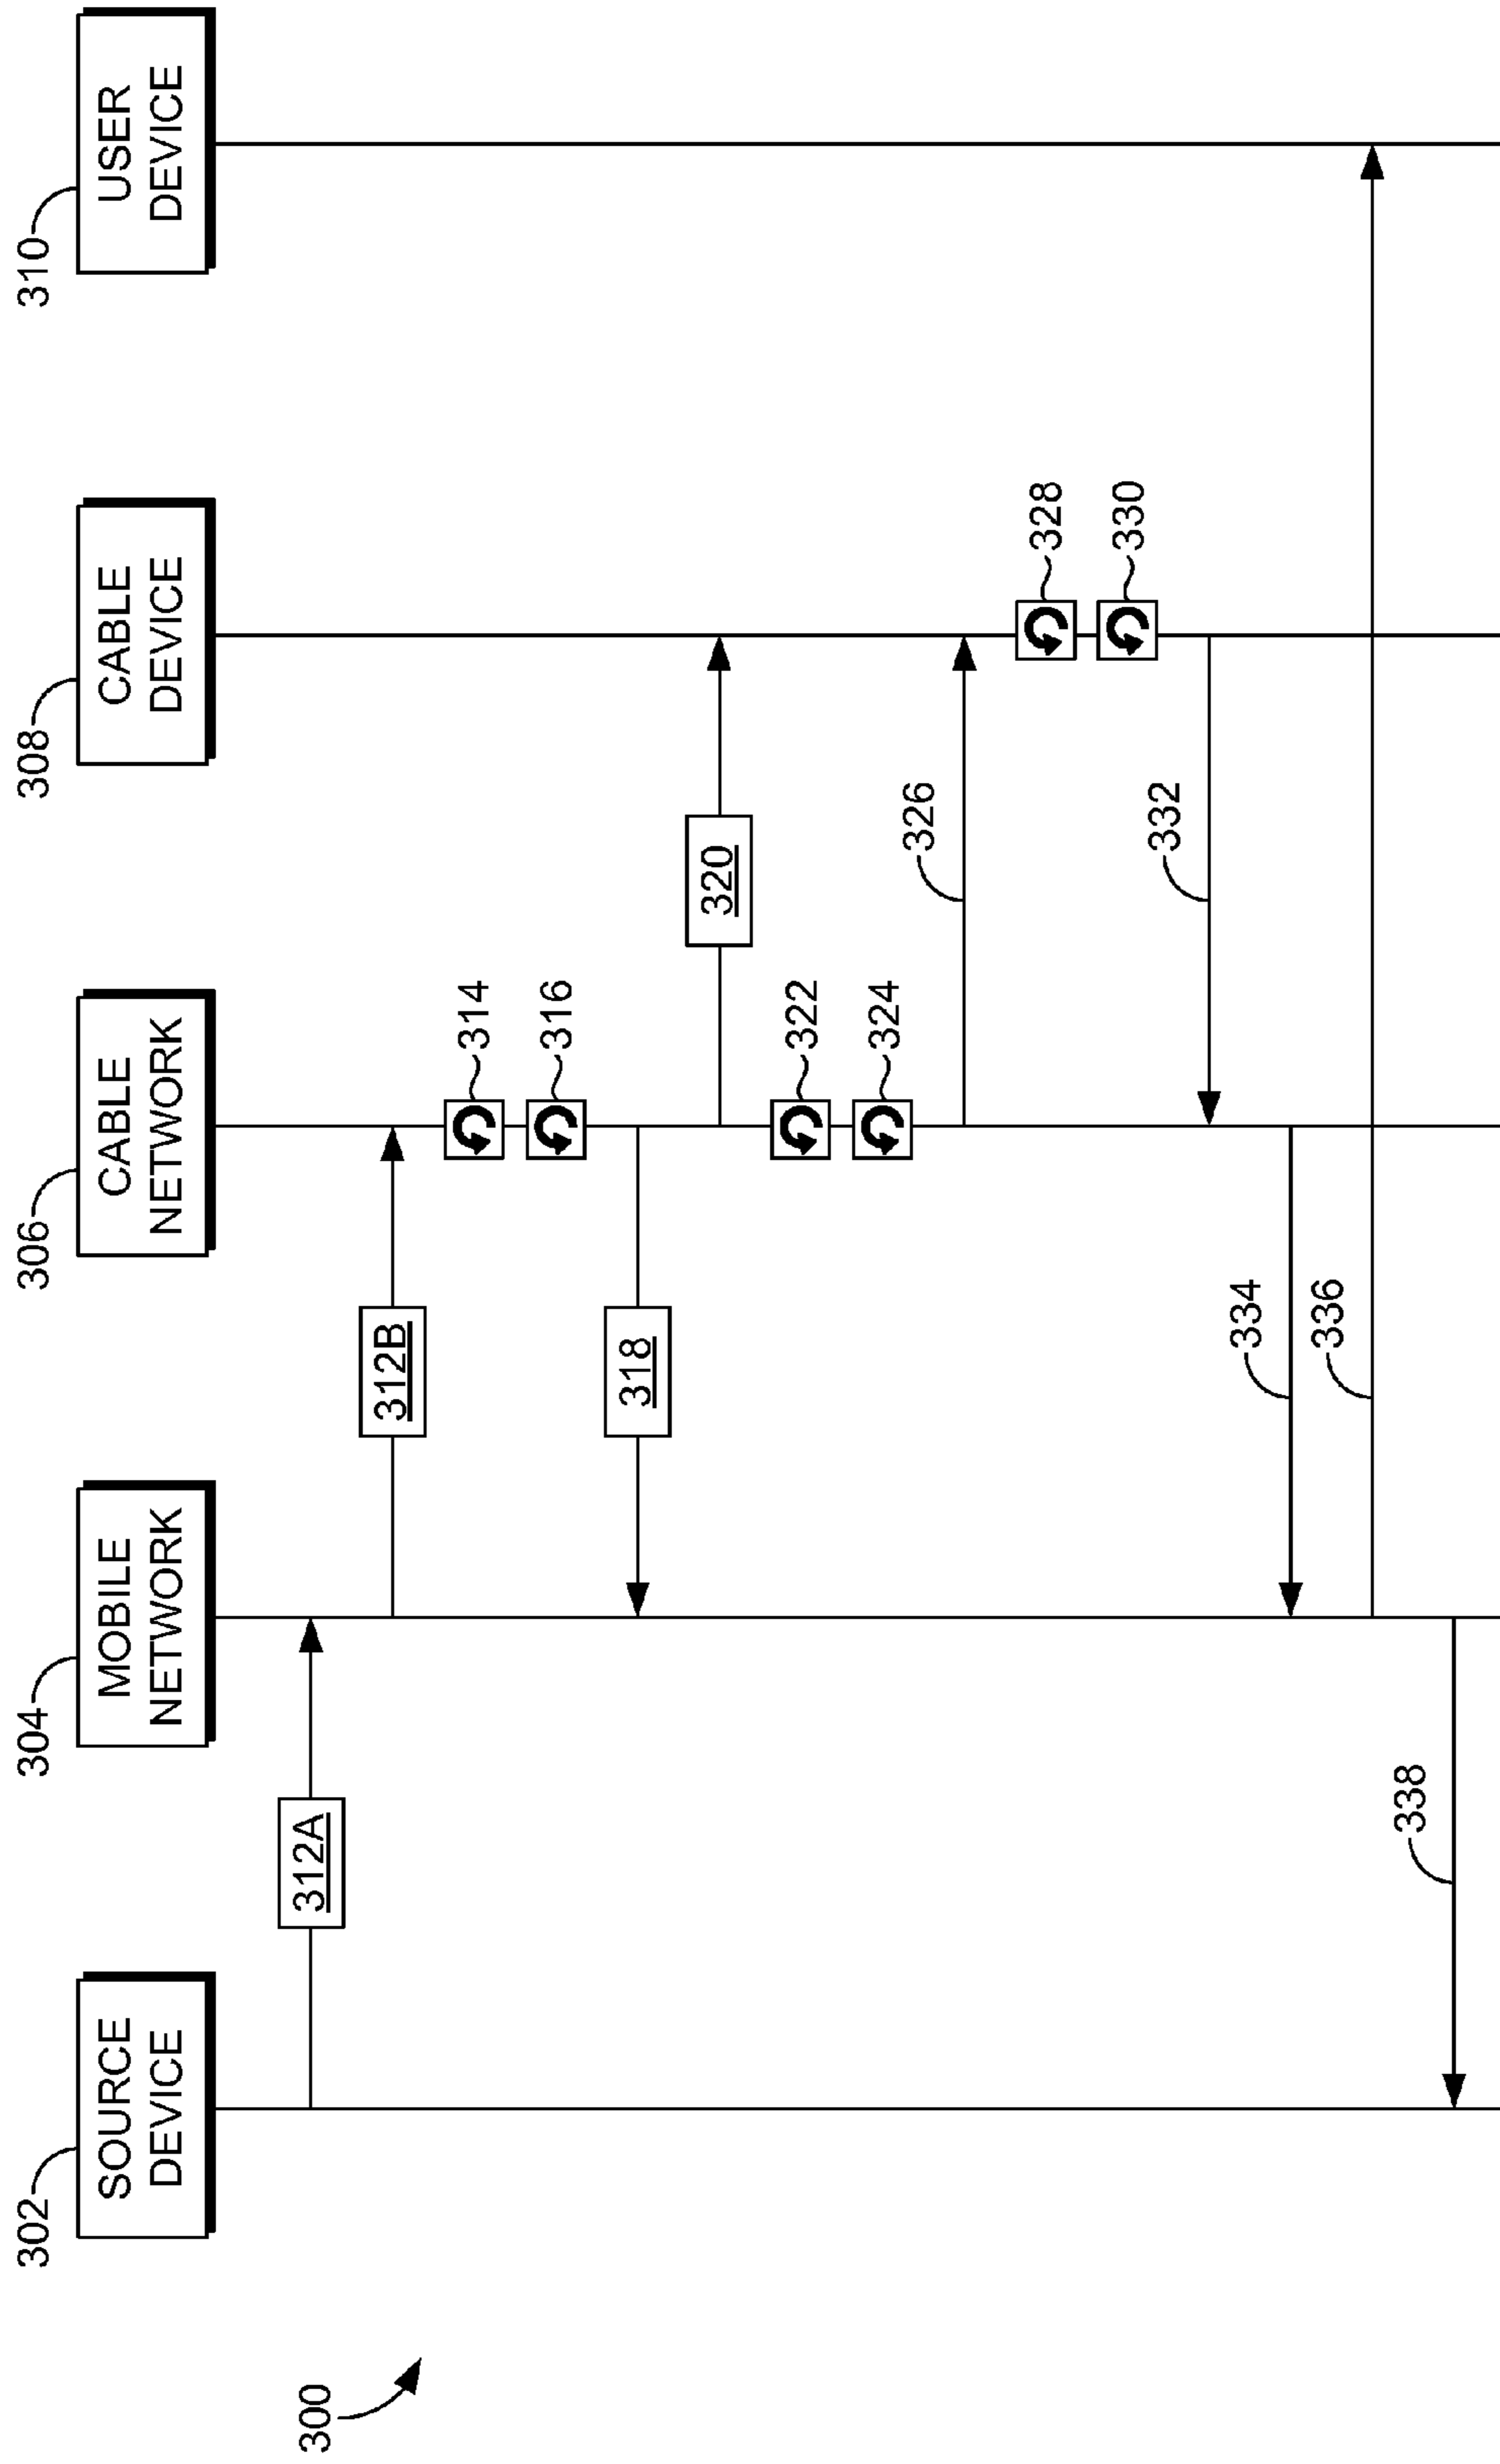 300
302
SOURCE
DEVICE
304
MOBILE
NETWORK
306
CABLE
NETWORK
308
CABLE
DEVICE
310
USER
DEVICE
312A
312B
314
316
318
320
322
324
326
328
330
332
334
336
338